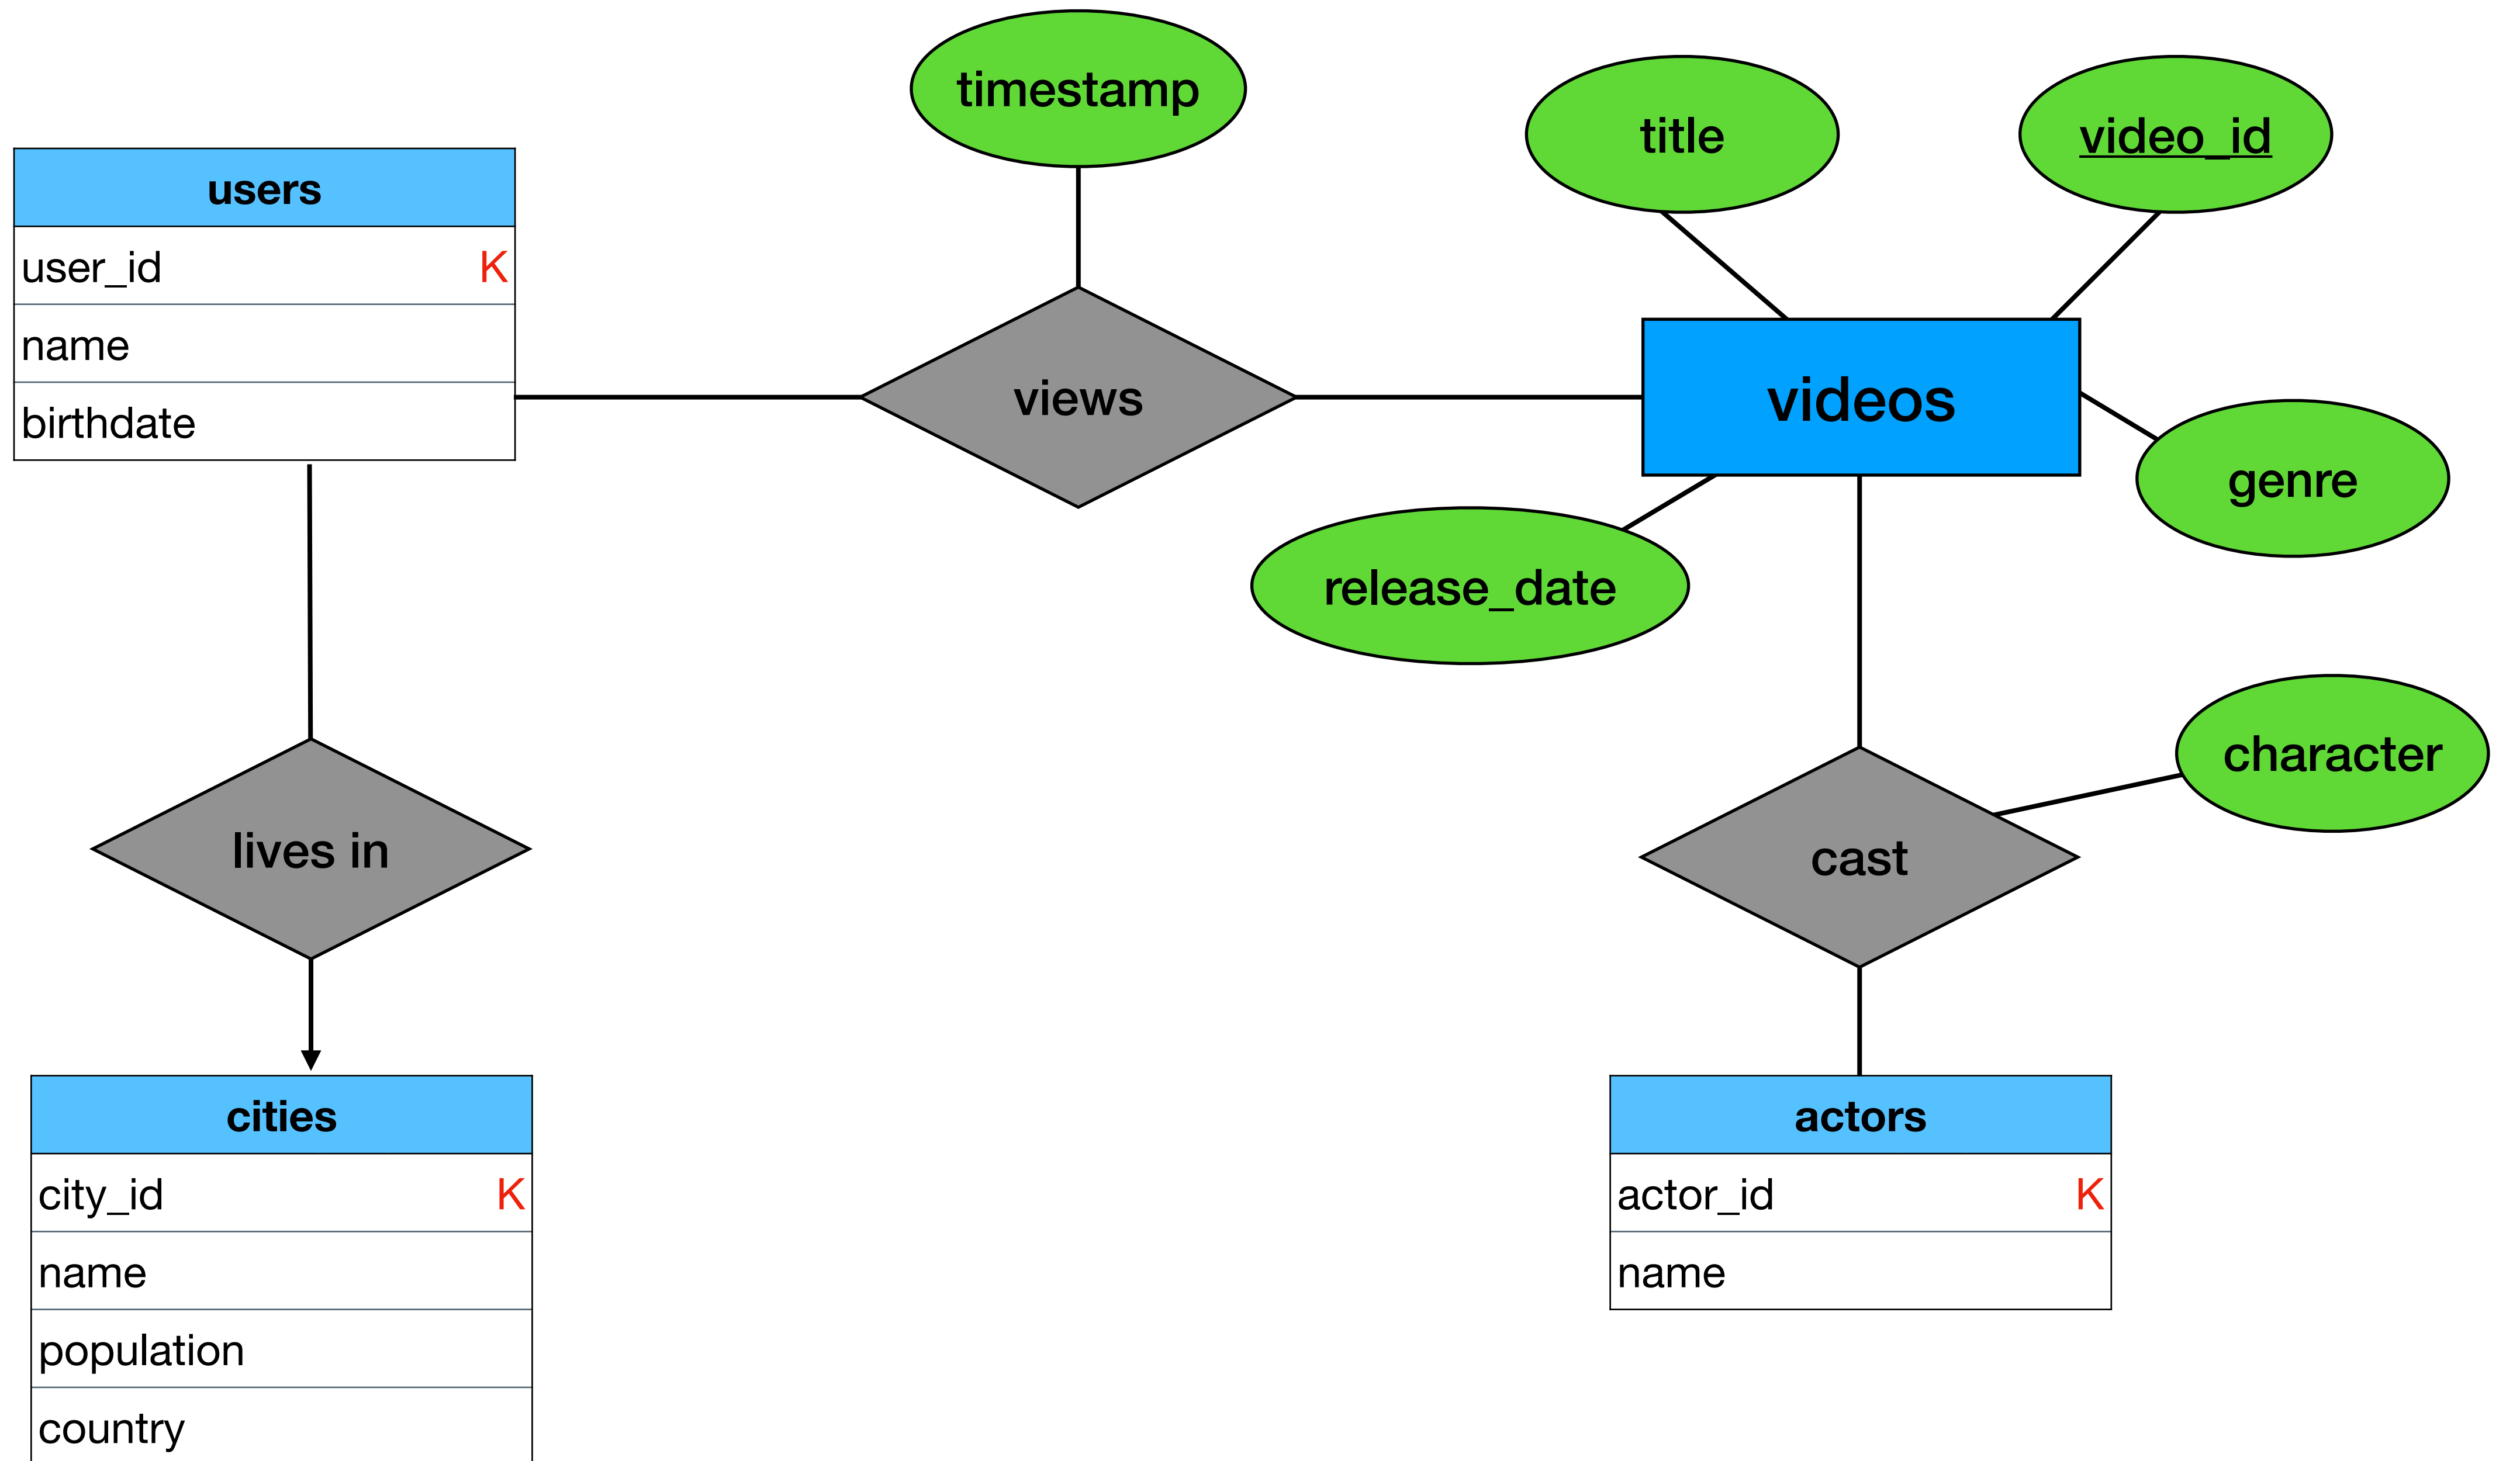 timestamp
title
video_id
users
user_id K
name
birthdate
views
videos
genre
release_date
character
lives in
cast
cities
city_id K
name
population
country
actors
actor_id K
name